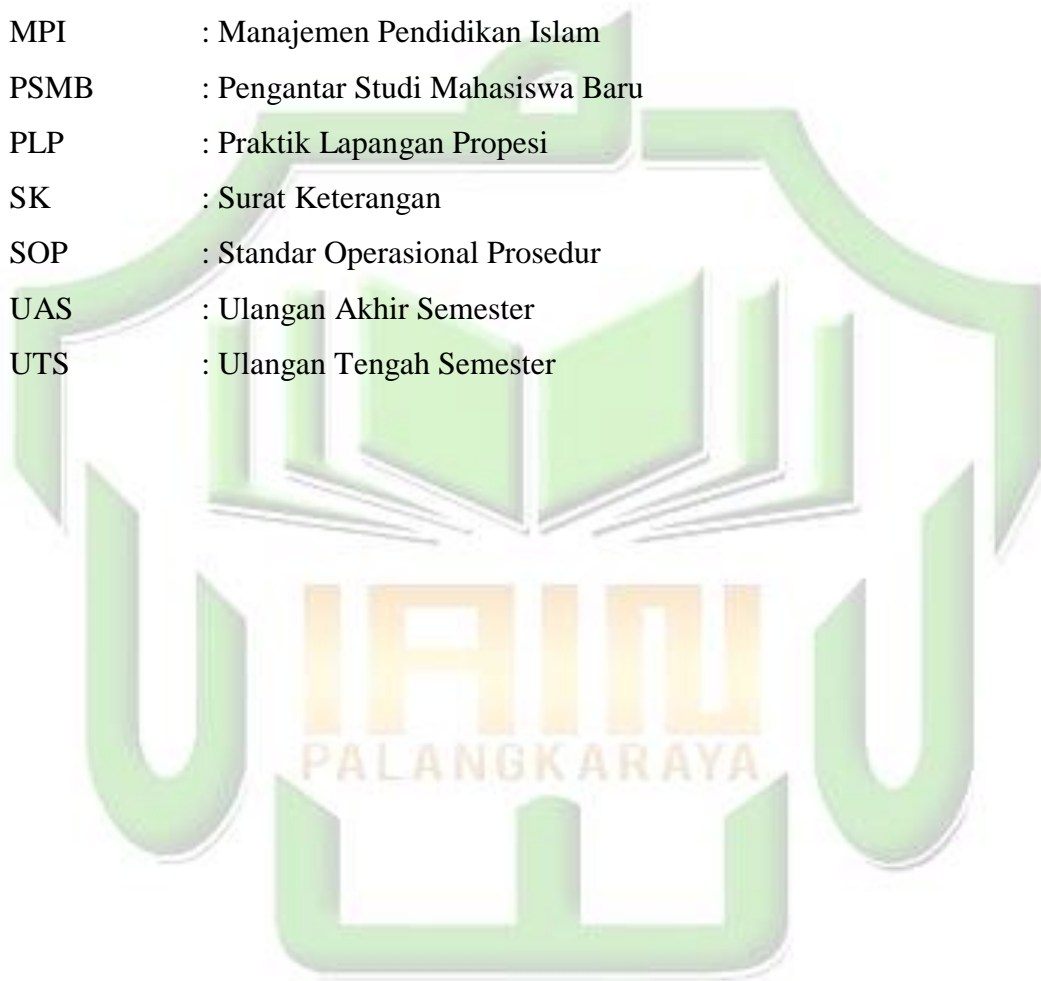 MPI : Manajemen Pendidikan Islam
PSMB : Pengantar Studi Mahasiswa Baru
PLP : Praktik Lapangan Propesi
SK : Surat Keterangan
SOP : Standar Operasional Prosedur
UAS : Ulangan Akhir Semester
UTS : Ulangan Tengah Semester
IAIN
PALANGKARAYA